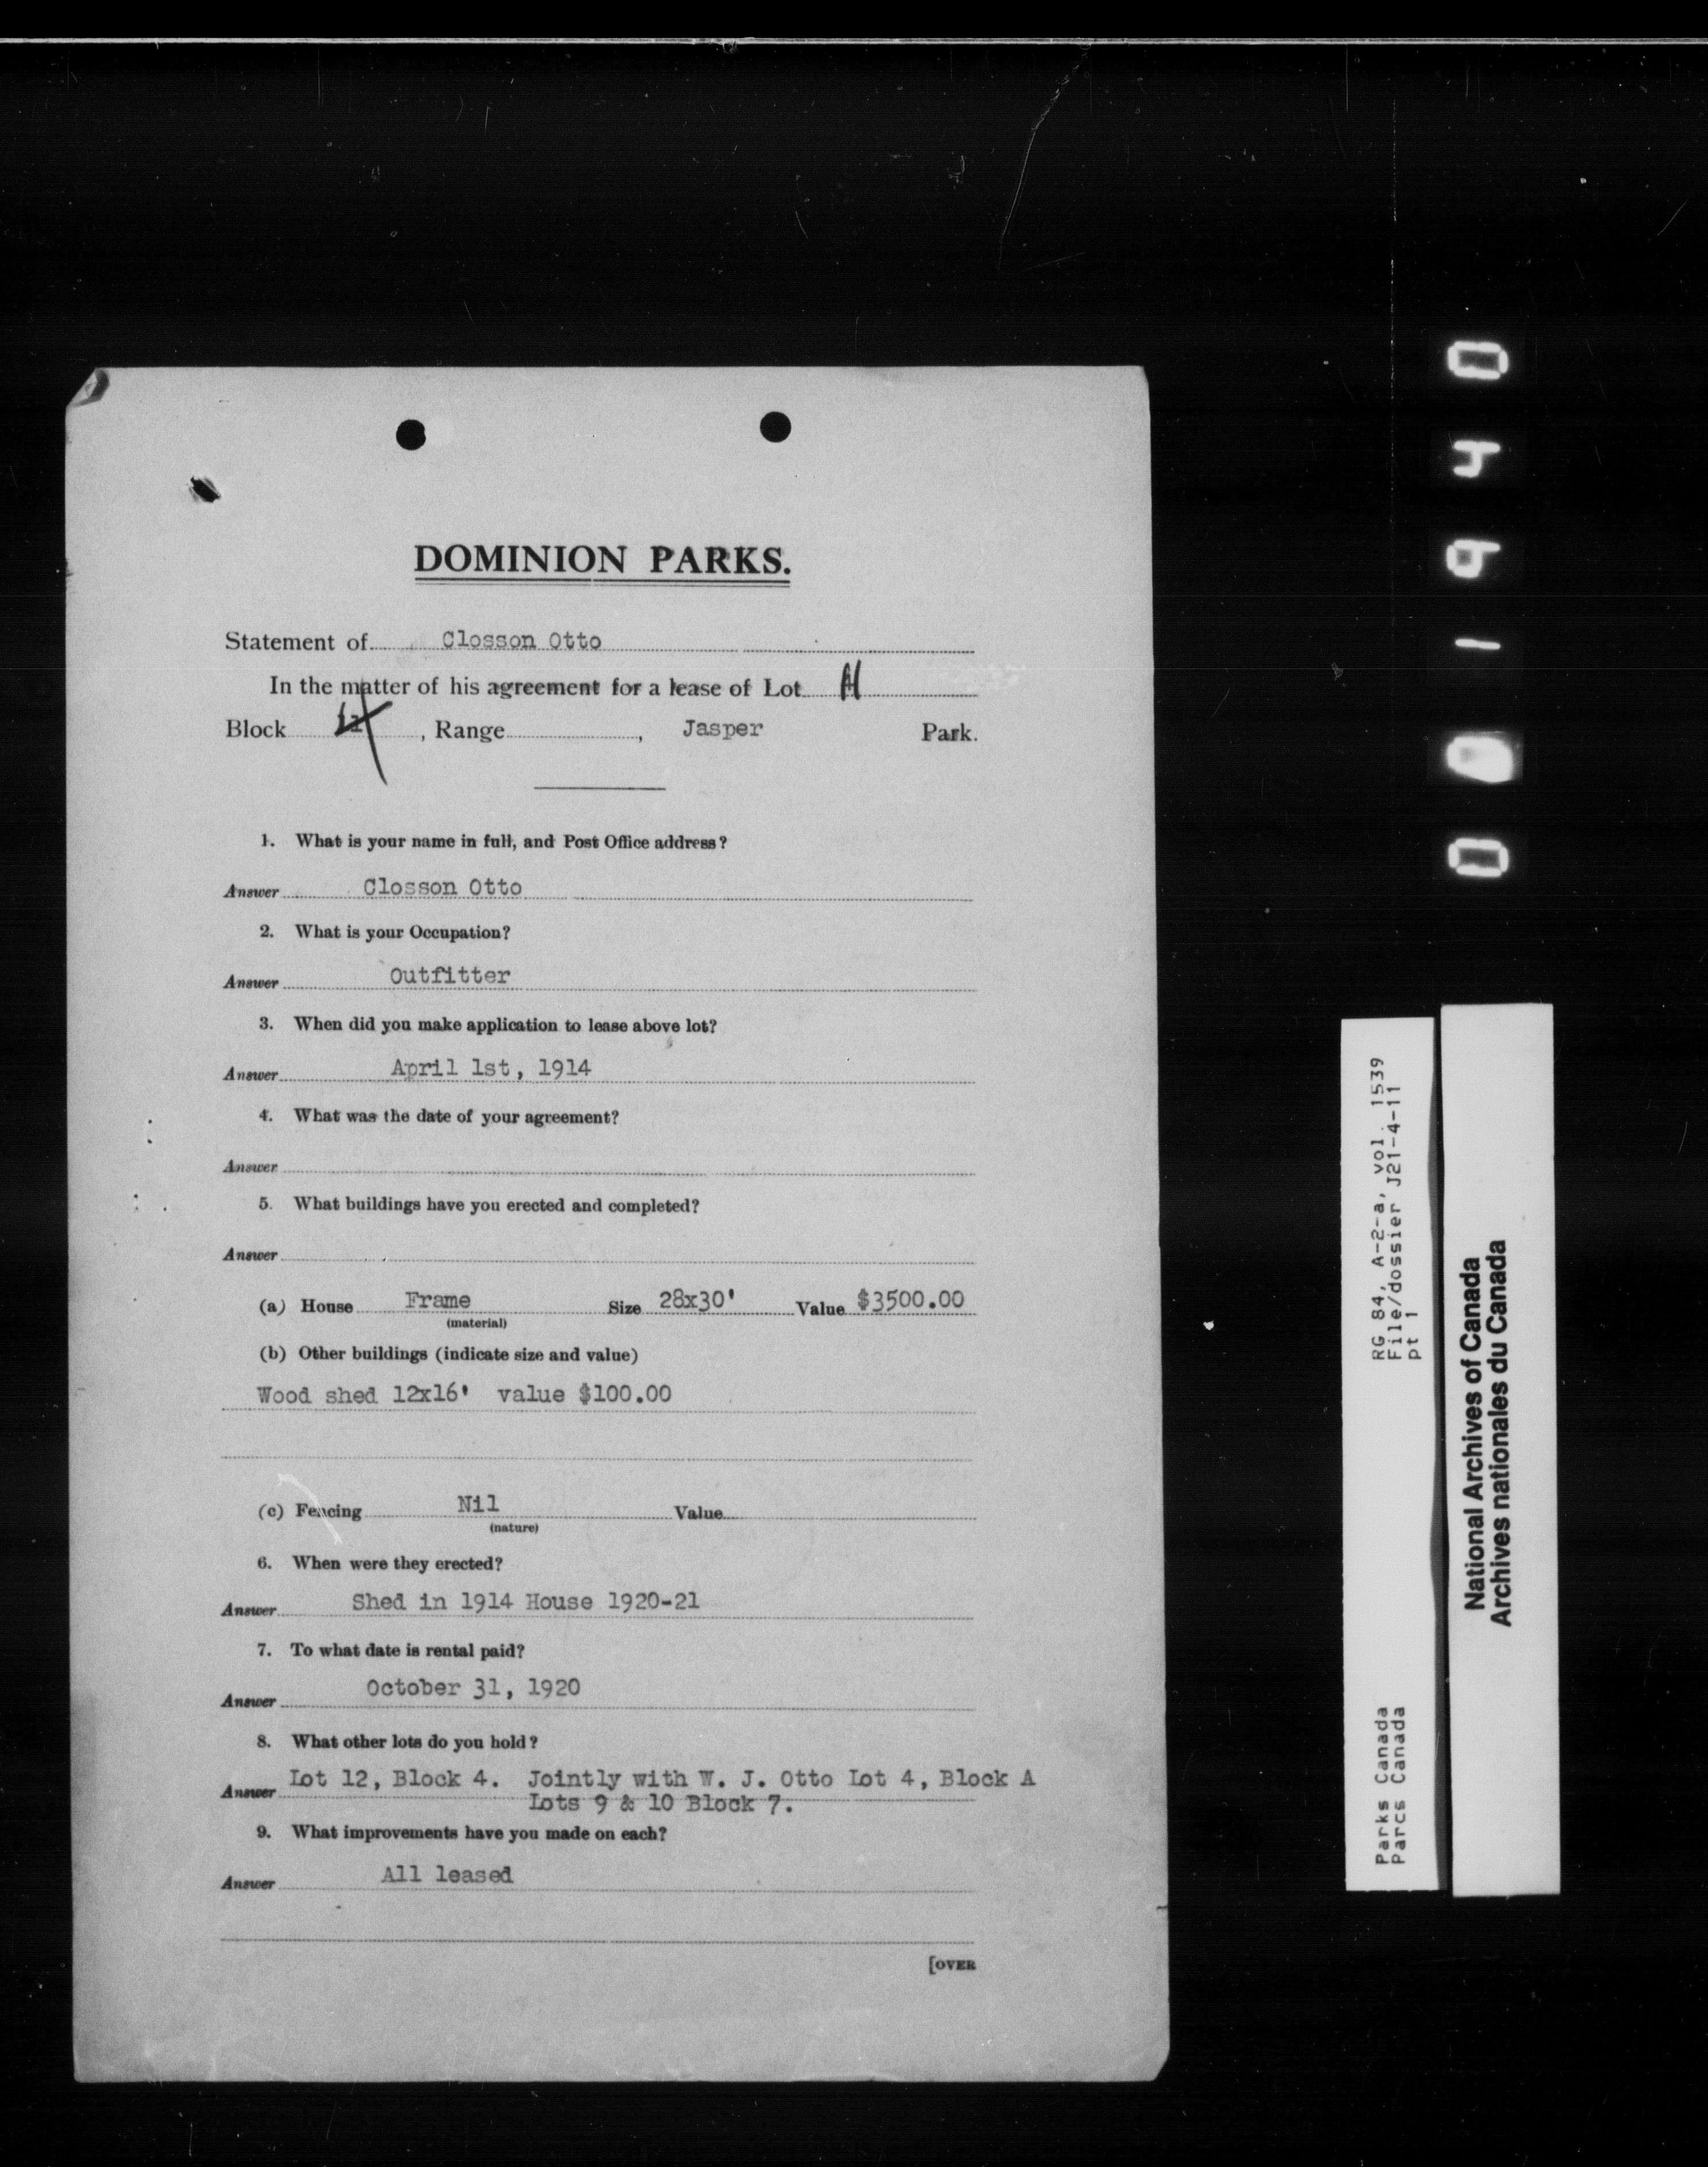 DOMINION PARKS.
Statement of Closson Otto
In the matter of his agreement for a lease of Lot 11
Block 4, Range , Jasper Park.
1. What is your name in full, and Post Office address?
Answer Closson Otto
2. What is your Occupation?
Answer Outfitter
3. When did you make application to lease above lot?
Answer April 1st, 1914
4. What was the date of your agreement?
Answer
5. What buildings have you erected and completed?
Answer
(a) House Frame Size 28x30' Value $3500.00
(material)
(b) Other buildings (indicate size and value)
Wood shed 12x16' value $100.00
(c) Fencing Nil Value
(nature)
6. When were they erected?
Answer Shed in 1914 House 1920-21
7. To what date is rental paid?
Answer October 31, 1920
8. What other lots do you hold?
Answer Lot 12, Block 4. Jointly with W. J. Otto Lot 4, Block A
Lots 9 & 10 Block 7.
9. What improvements have you made on each?
Answer All leased
[OVER
RG 84, A-2-a, vol. 1539
File/dossier J21-4-11
pt 1
Parks Canada
Parcs Canada
National Archives of Canada
Archives nationales du Canada